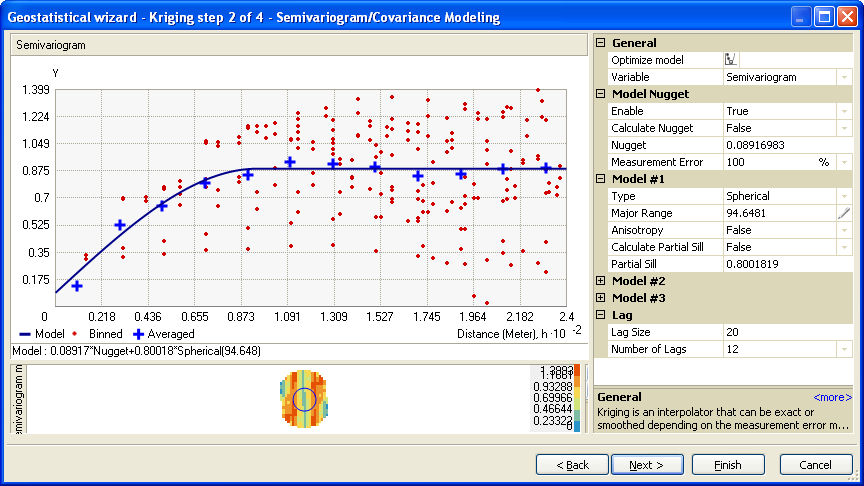 Geostatistical wizard - Kriging step 2 of 4 - Semivariogram/Covariance Modeling
Semivariogram
γ
1.399
1.224
1.049
0.875
0.7
0.525
0.35
0.175
0 0.218 0.436 0.655 0.873 1.091 1.309 1.527 1.745 1.964 2.182 2.4
Model Binned Averaged Distance (Meter), h ·10 -2
Model : 0.08917*Nugget+0.80018*Spherical(94.648)
emivariogram m
1.3993
1.1661
0.93288
0.69966
0.46644
0.23322
0
General
Optimize model
Variable Semivariogram
Model Nugget
Enable True
Calculate Nugget False
Nugget 0.08916983
Measurement Error 100 %
Model #1
Type Spherical
Major Range 94.6481
Anisotropy False
Calculate Partial Sill False
Partial Sill 0.8001819
Model #2
Model #3
Lag
Lag Size 20
Number of Lags 12
General <more>
Kriging is an interpolator that can be exact or
smoothed depending on the measurement error m...
< Back Next > Finish Cancel